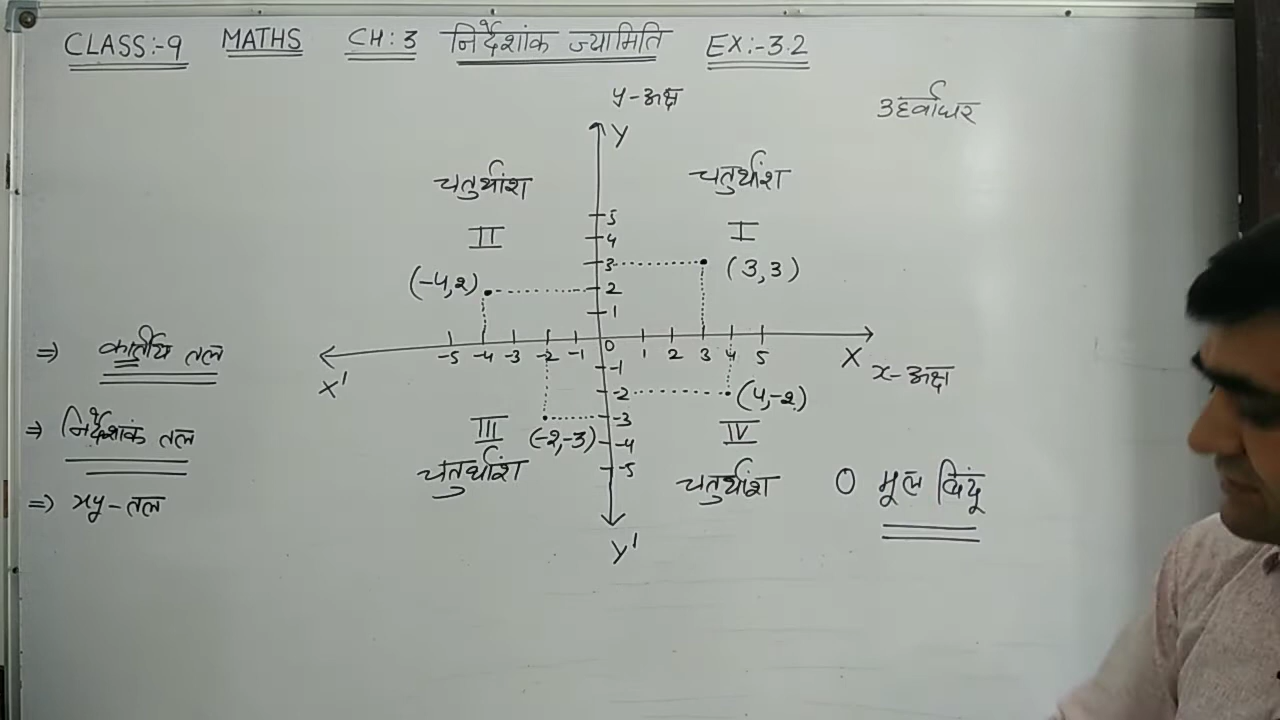 CLASS:-9 MATHS CH:3 निर्देशांक ज्यामिति EX:-3.2
y-अक्ष
Y
चतुर्थांश
II
चतुर्थांश
I
5
4
3
2
1
(-4,2)
(3,3)
-5 -4 -3 -2 -1 0 1 2 3 4 5
X'
X
x-अक्ष
-1
-2
-3
-4
-5
(4,-2)
(-2,-3)
III
चतुर्थांश
IV
चतुर्थांश
Y'
⇒ कार्तीय तल
⇒ निर्देशांक तल
⇒ xy-तल
O मूल बिंदू